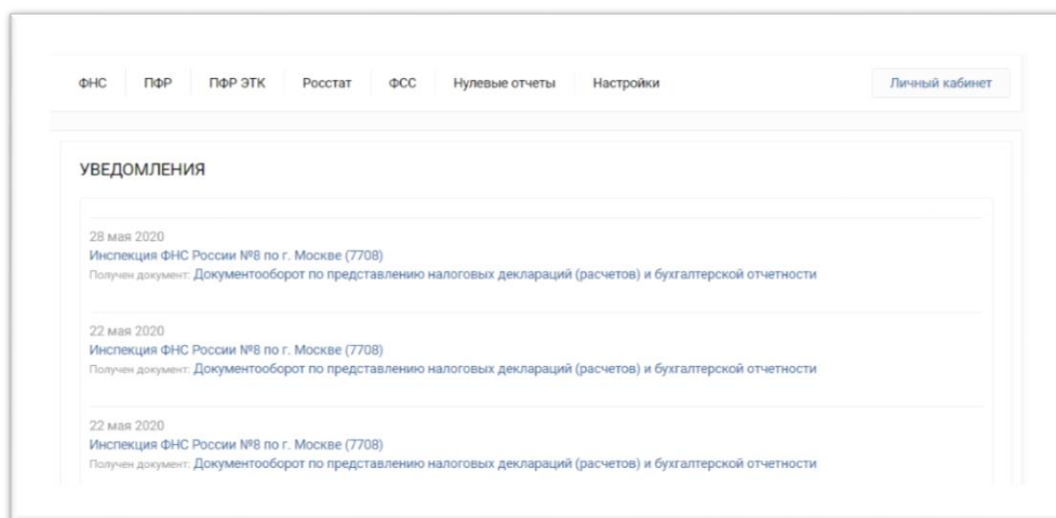 ФНС ПФР ПФР ЭТК Росстат ФСС Нулевые отчеты Настройки Личный кабинет
УВЕДОМЛЕНИЯ
28 мая 2020
Инспекция ФНС России №8 по г. Москве (7708)
Получен документ: Документооборот по представлению налоговых деклараций (расчетов) и бухгалтерской отчетности
22 мая 2020
Инспекция ФНС России №8 по г. Москве (7708)
Получен документ: Документооборот по представлению налоговых деклараций (расчетов) и бухгалтерской отчетности
22 мая 2020
Инспекция ФНС России №8 по г. Москве (7708)
Получен документ: Документооборот по представлению налоговых деклараций (расчетов) и бухгалтерской отчетности